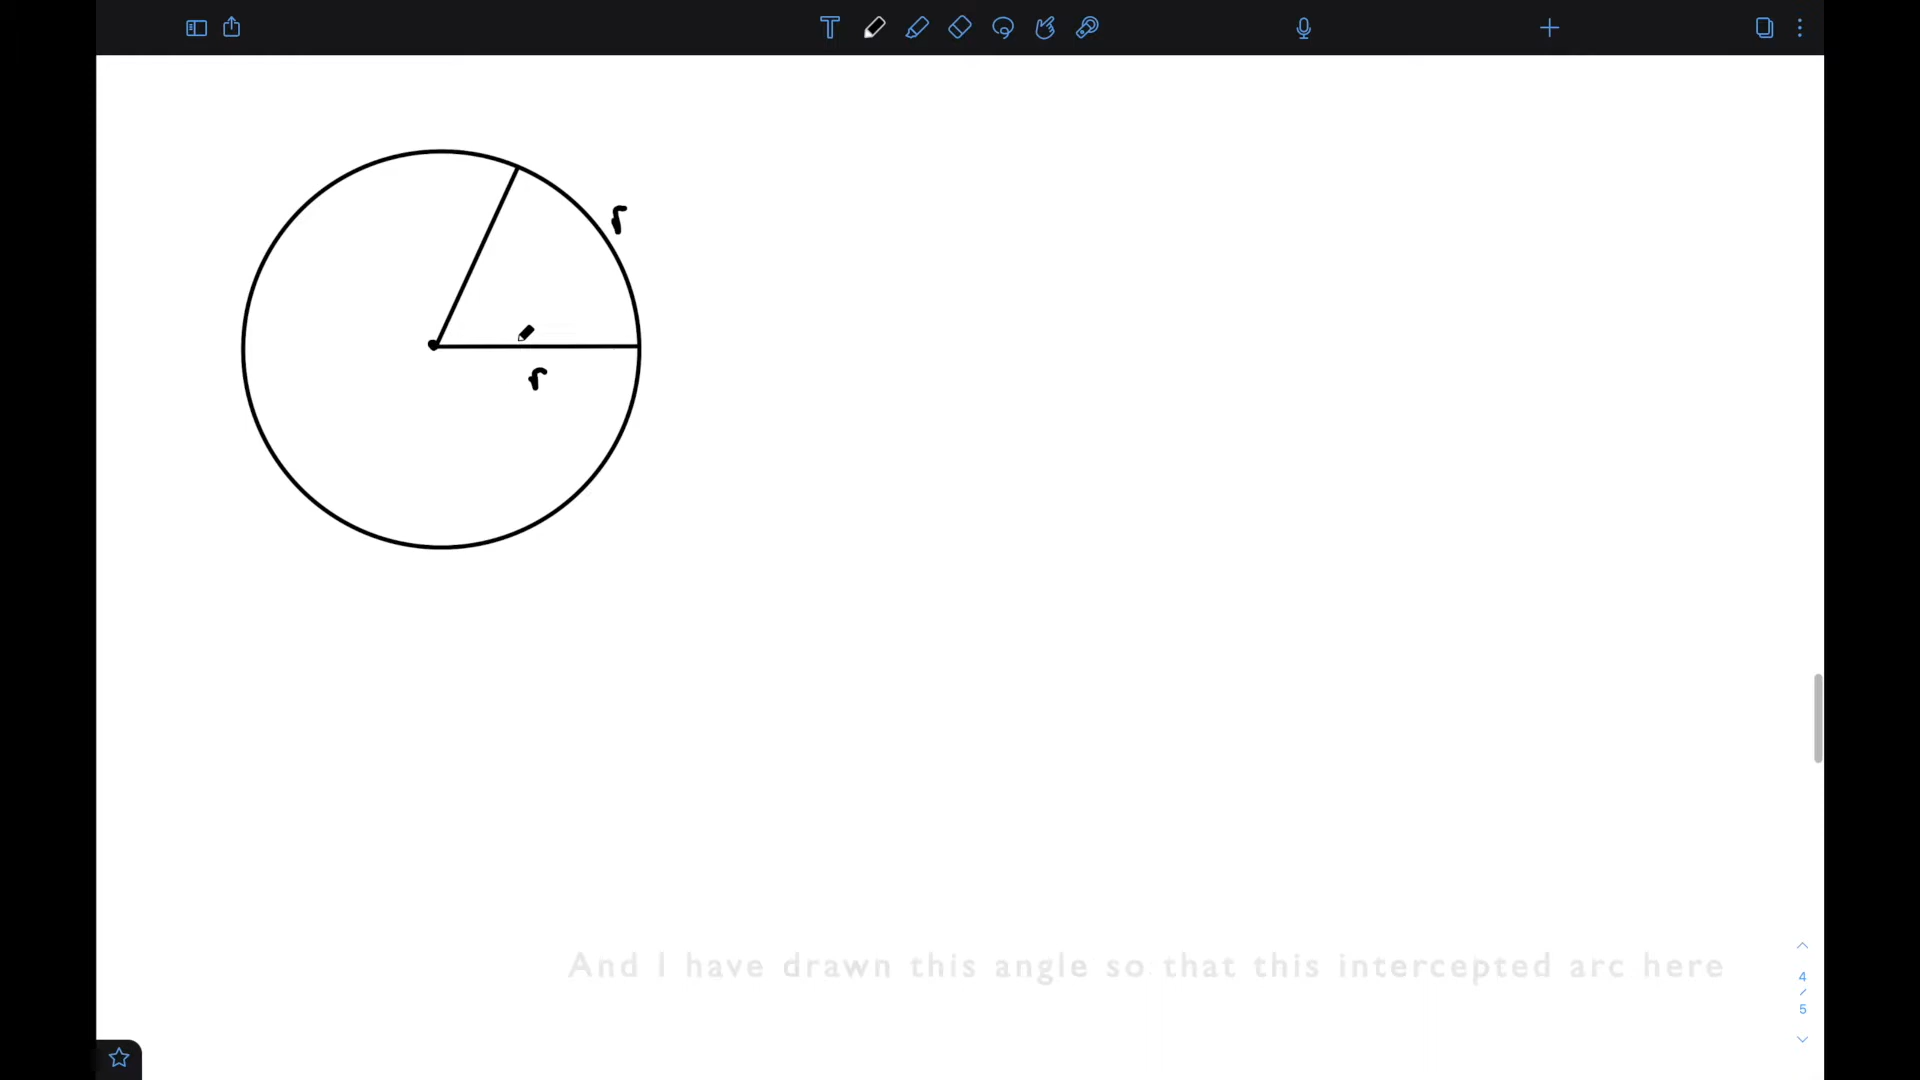 r
r
And I have drawn this angle so that this intercepted arc here
4
/
5